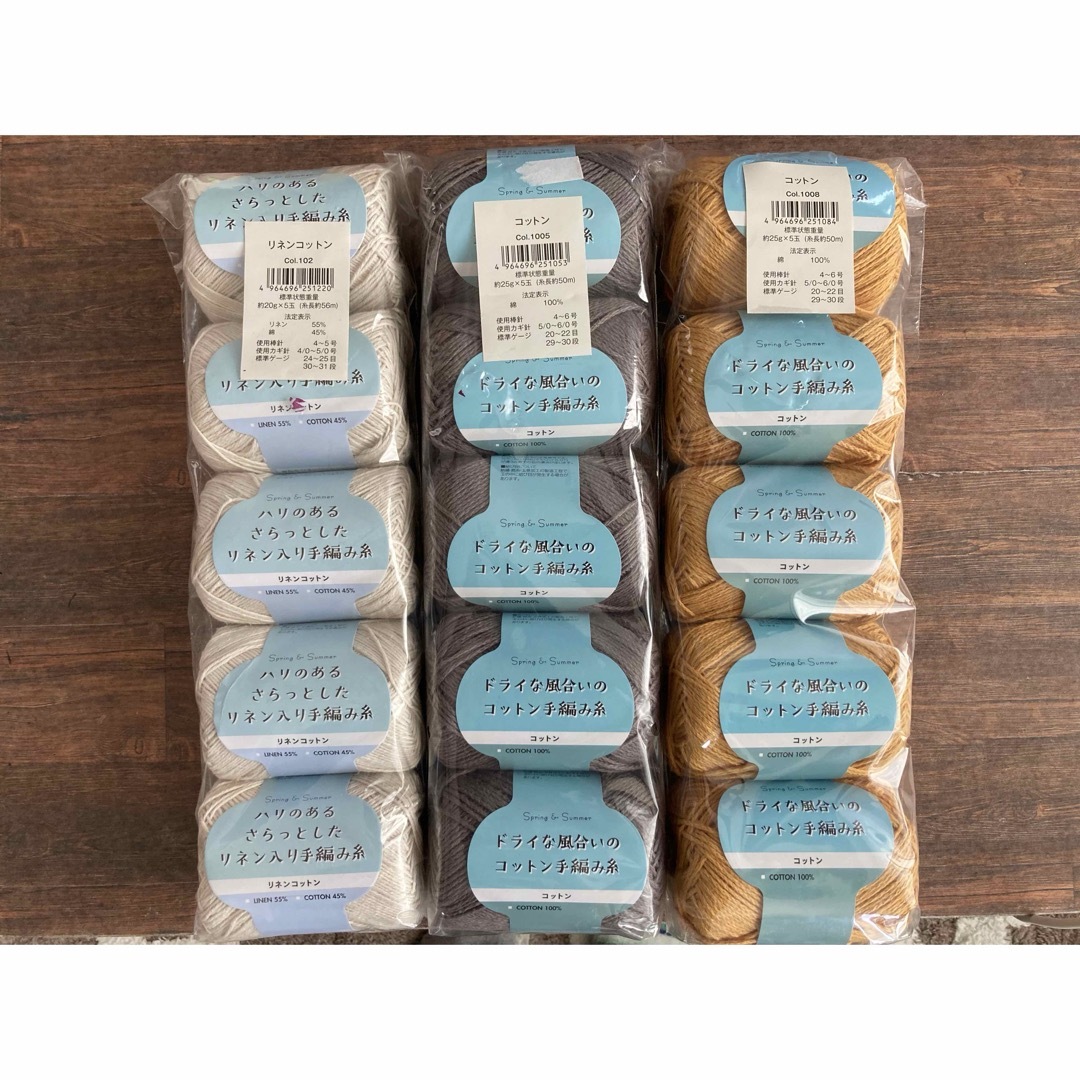 ハリのある
さらっとした
リネン入り手編み糸
リネンコットン
Col.102
4 964696 251220
標準状態重量
約20g×5玉 (糸長約56m)
法定表示
リネン 55%
綿 45%
使用棒針 4〜5号
使用カギ針 4/0〜5/0号
標準ゲージ 24〜25目
30〜31段
リネン入り手編み糸
リネンコットン
LINEN 55% COTTON 45%
Spring & Summer
ハリのある
さらっとした
リネン入り手編み糸
リネンコットン
LINEN 55% COTTON 45%
Spring & Summer
ハリのある
さらっとした
リネン入り手編み糸
リネンコットン
LINEN 55% COTTON 45%
Spring & Summer
ハリのある
さらっとした
リネン入り手編み糸
リネンコットン
LINEN 55% COTTON 45%
Spring & Summer
コットン
Col.1005
4 964696 251053
標準状態重量
約25g×5玉 (糸長約50m)
法定表示
綿 100%
使用棒針 4〜6号
使用カギ針 5/0〜6/0号
標準ゲージ 20〜22目
29〜30段
Spring & Summer
ドライな風合いの
コットン手編み糸
コットン
COTTON 100%
Spring & Summer
ドライな風合いの
コットン手編み糸
コットン
COTTON 100%
Spring & Summer
ドライな風合いの
コットン手編み糸
コットン
COTTON 100%
Spring & Summer
ドライな風合いの
コットン手編み糸
コットン
COTTON 100%
コットン
Col.1008
4 964696 251084
標準状態重量
約25g×5玉 (糸長約50m)
法定表示
綿 100%
使用棒針 4〜6号
使用カギ針 5/0〜6/0号
標準ゲージ 20〜22目
29〜30段
Spring & Summer
ドライな風合いの
コットン手編み糸
コットン
COTTON 100%
Spring & Summer
ドライな風合いの
コットン手編み糸
コットン
COTTON 100%
Spring & Summer
ドライな風合いの
コットン手編み糸
コットン
COTTON 100%
Spring & Summer
ドライな風合いの
コットン手編み糸
コットン
COTTON 100%